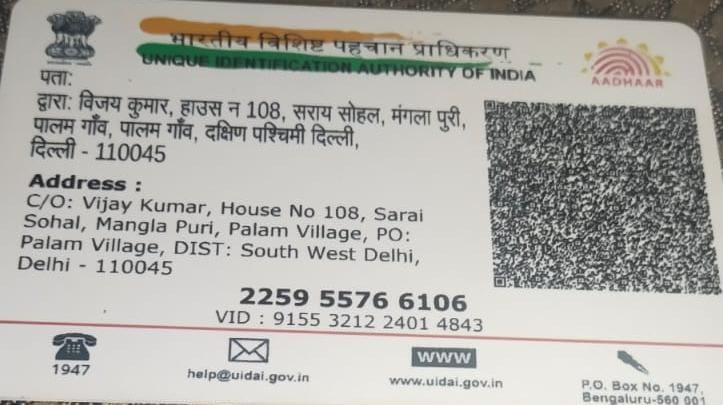 भारतीय विशिष्ट पहचान प्राधिकरण
UNIQUE IDENTIFICATION AUTHORITY OF INDIA
AADHAAR
पता:
द्वारा: विजय कुमार, हाउस न 108, सराय सोहल, मंगला पुरी,
पालम गाँव, पालम गाँव, दक्षिण पश्चिमी दिल्ली,
दिल्ली - 110045
Address :
C/O: Vijay Kumar, House No 108, Sarai
Sohal, Mangla Puri, Palam Village, PO:
Palam Village, DIST: South West Delhi,
Delhi - 110045
2259 5576 6106
VID : 9155 3212 2401 4843
1947
help@uidai.gov.in
www
www.uidai.gov.in
P.O. Box No. 1947,
Bengaluru-560 001